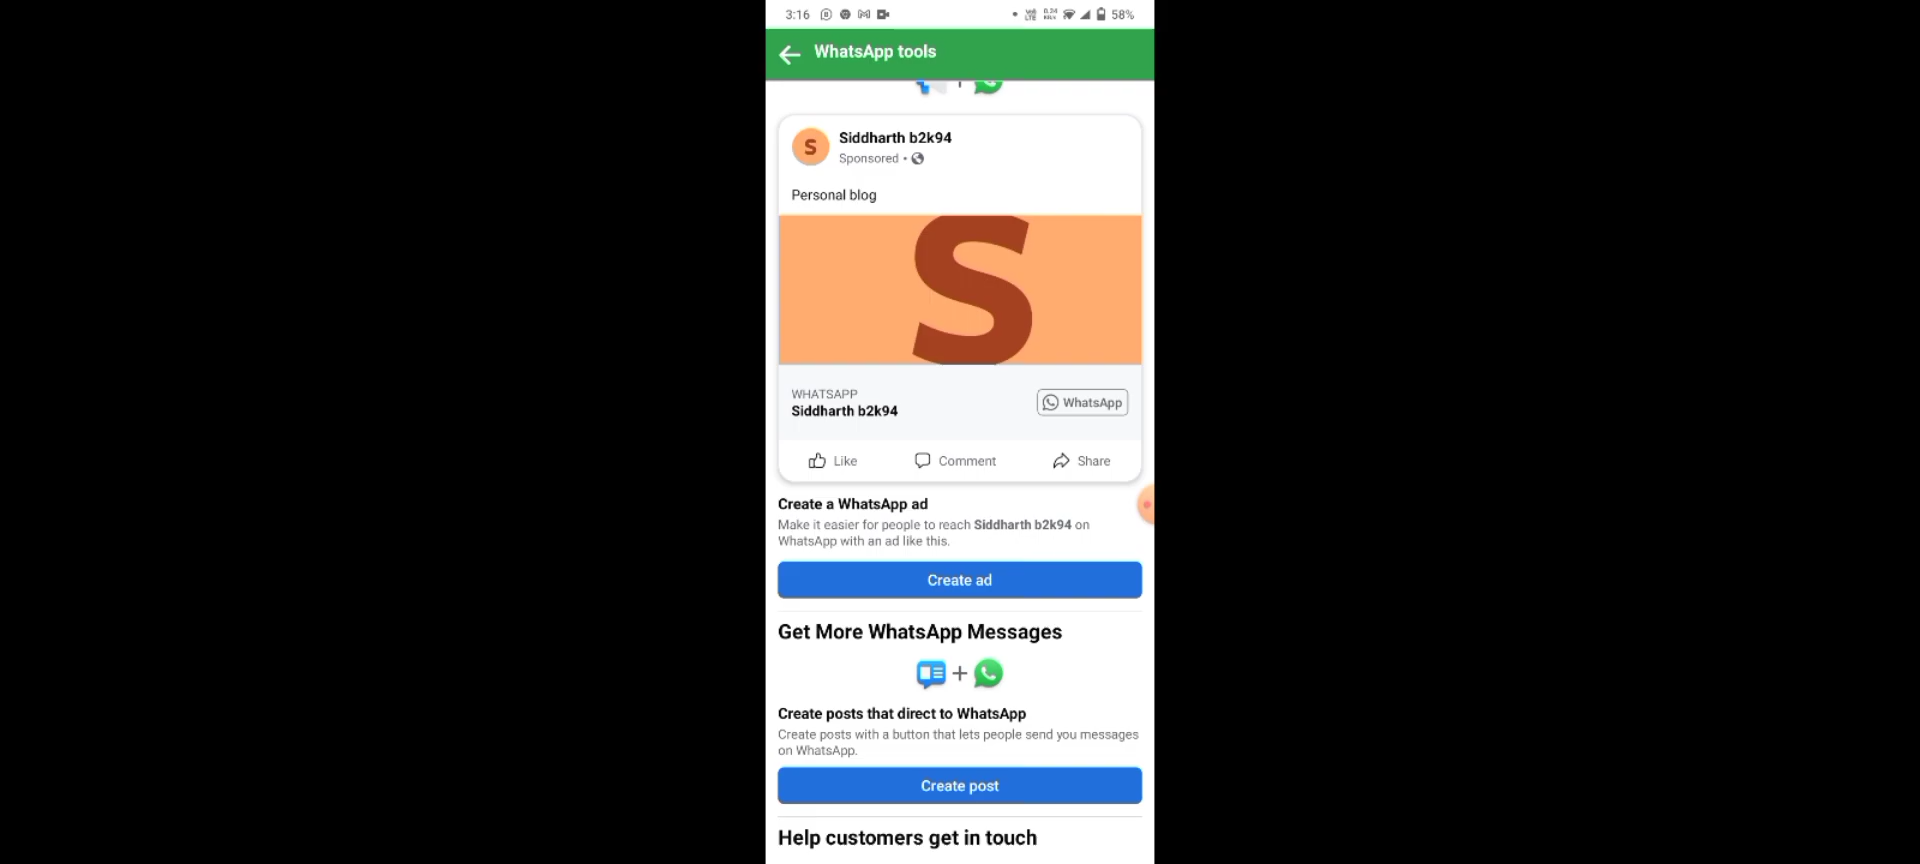 3:16 58%
WhatsApp tools
S Siddharth b2k94
Sponsored •
Personal blog
S
WHATSAPP
Siddharth b2k94
WhatsApp
Like Comment Share
Create a WhatsApp ad
Make it easier for people to reach Siddharth b2k94 on
WhatsApp with an ad like this.
Create ad
Get More WhatsApp Messages
+
Create posts that direct to WhatsApp
Create posts with a button that lets people send you messages
on WhatsApp.
Create post
Help customers get in touch